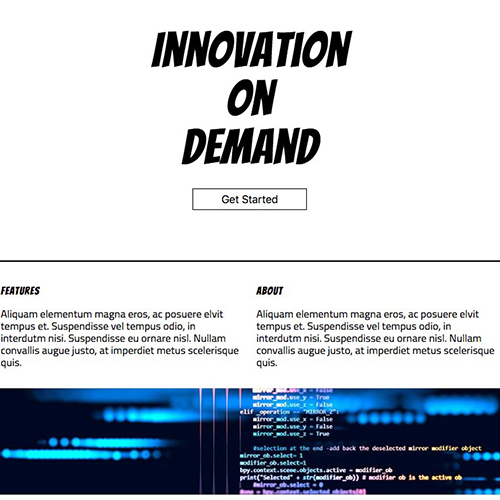 INNOVATION
ON
DEMAND
Get Started
FEATURES
Aliquam elementum magna eros, ac posuere elvit
tempus et. Suspendisse vel tempus odio, in
interdutm nisi. Suspendisse eu ornare nisl. Nullam
convallis augue justo, at imperdiet metus scelerisque
quis.
ABOUT
Aliquam elementum magna eros, ac posuere elvit
tempus et. Suspendisse vel tempus odio, in
interdutm nisi. Suspendisse eu ornare nisl. Nullam
convallis augue justo, at imperdiet metus scelerisque
quis.
mirror_mod.use_x = False
mirror_mod.use_y = True
mirror_mod.use_z = False
elif _operation == "MIRROR_Z":
mirror_mod.use_x = False
mirror_mod.use_y = False
mirror_mod.use_z = True
#selection at the end -add back the deselected mirror modifier object
mirror_ob.select= 1
modifier_ob.select=1
bpy.context.scene.objects.active = modifier_ob
print("Selected" + str(modifier_ob)) # modifier ob is the active ob
#mirror_ob.select = 0
bpy.context.selected_objects[0]